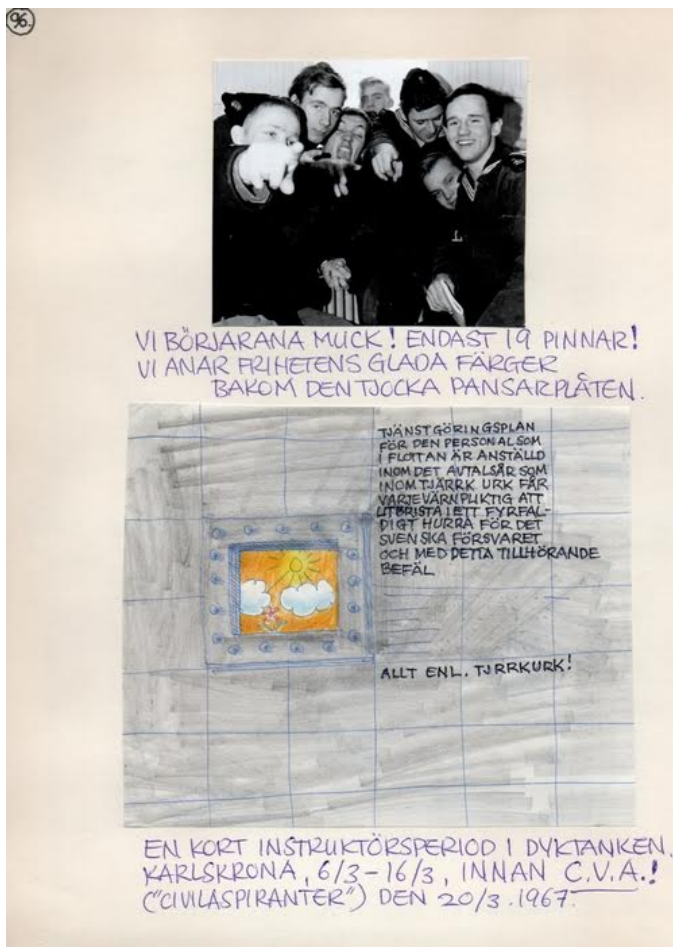 96.
VI BÖRJAR ANA MUCK! ENDAST 19 PINNAR!
VI ANAR FRIHETENS GLADA FÄRGER
BAKOM DEN TJOCKA PANSARPLÅTEN.
TJÄNSTGÖRINGSPLAN
FÖR DEN PERSONAL SOM
I FLOTTAN ÄR ANSTÄLLD
INOM DET AVTALSÅR SOM
INOM TJÄRRK URK FÅR
VARJE VÄRNPLIKTIG ATT
UTBRISTA I ETT FYRFAL-
DIGT HURRA FÖR DET
SVENSKA FÖRSVARET
OCH MED DETTA TILLHÖRANDE
BEFÄL
ALLT ENL. TJRRKURK!
EN KORT INSTRUKTÖRSPERIOD I DYKTANKEN,
KARLSKRONA, 6/3-16/3, INNAN C.V.A.!
("CIVILASPIRANTER") DEN 20/3.1967.